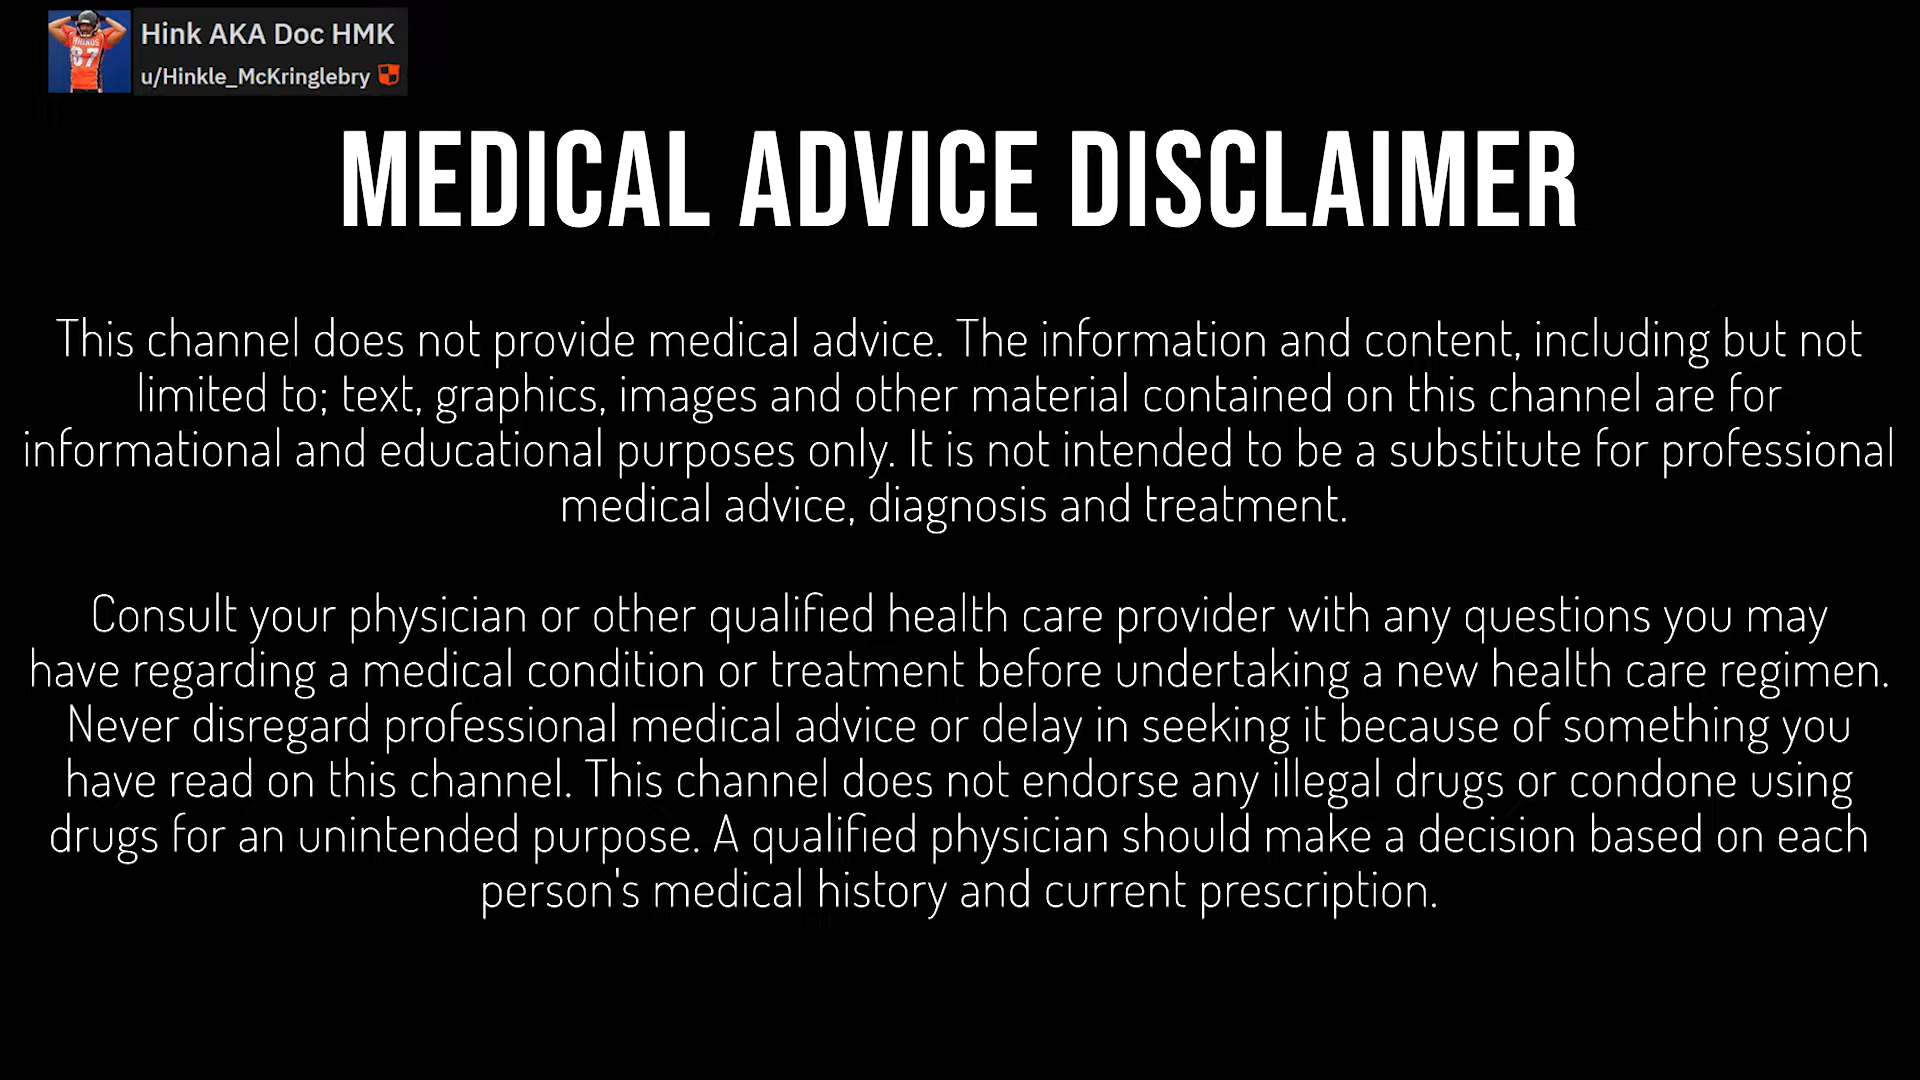 Hink AKA Doc HMK
u/Hinkle_McKringlebry
MEDICAL ADVICE DISCLAIMER
This channel does not provide medical advice. The information and content, including but not
limited to; text, graphics, images and other material contained on this channel are for
informational and educational purposes only. It is not intended to be a substitute for professional
medical advice, diagnosis and treatment.
Consult your physician or other qualified health care provider with any questions you may
have regarding a medical condition or treatment before undertaking a new health care regimen.
Never disregard professional medical advice or delay in seeking it because of something you
have read on this channel. This channel does not endorse any illegal drugs or condone using
drugs for an unintended purpose. A qualified physician should make a decision based on each
person's medical history and current prescription.